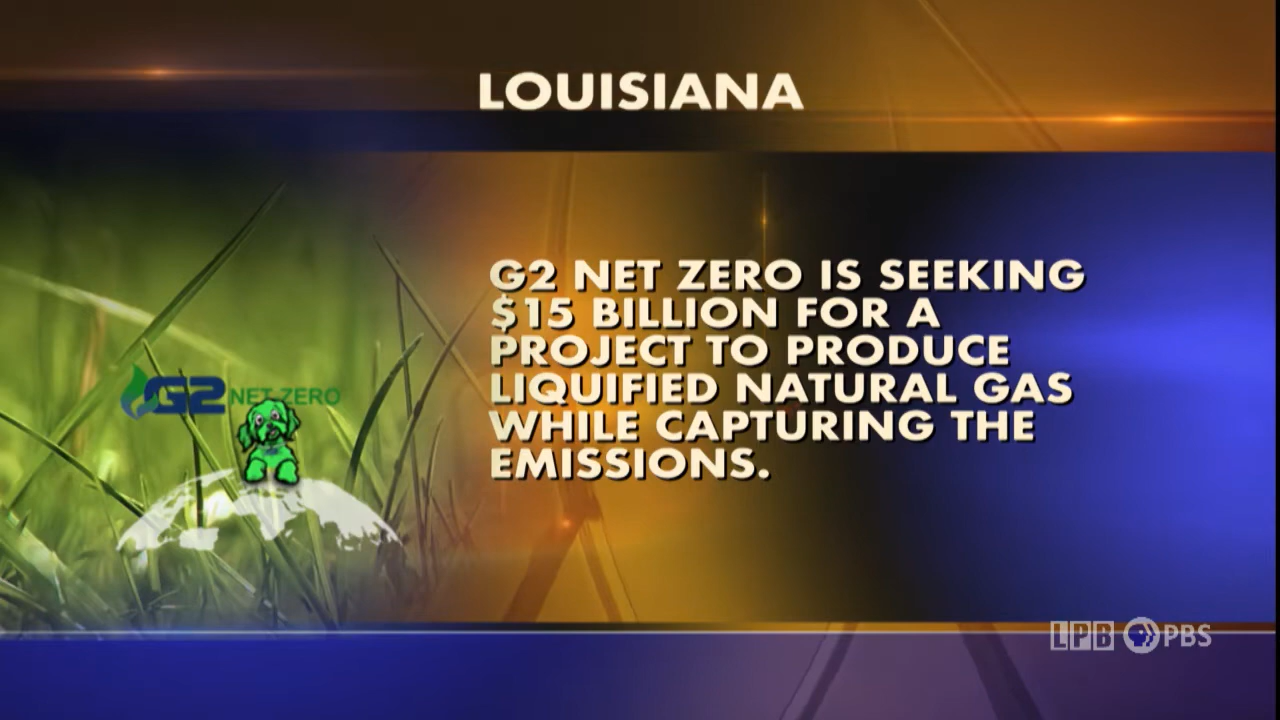 LOUISIANA
G2 NET ZERO IS SEEKING
$15 BILLION FOR A
PROJECT TO PRODUCE
LIQUIFIED NATURAL GAS
WHILE CAPTURING THE
EMISSIONS.
G2 NET ZERO
LPB PBS